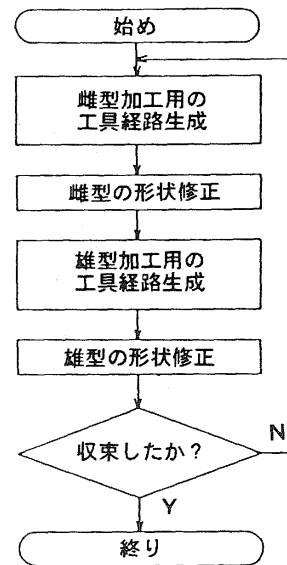 始め
雌型加工用の
工具経路生成
雌型の形状修正
雄型加工用の
工具経路生成
雄型の形状修正
収束したか？
N
Y
終り